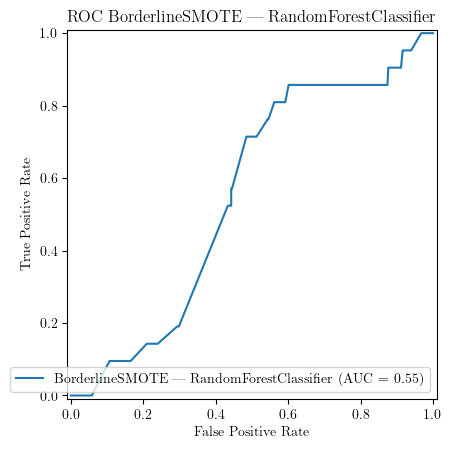 ROC BorderlineSMOTE — RandomForestClassifier
1.0
0.8
0.6
0.4
0.2
0.0
True Positive Rate
BorderlineSMOTE — RandomForestClassifier (AUC = 0.55)
0.0 0.2 0.4 0.6 0.8 1.0
False Positive Rate